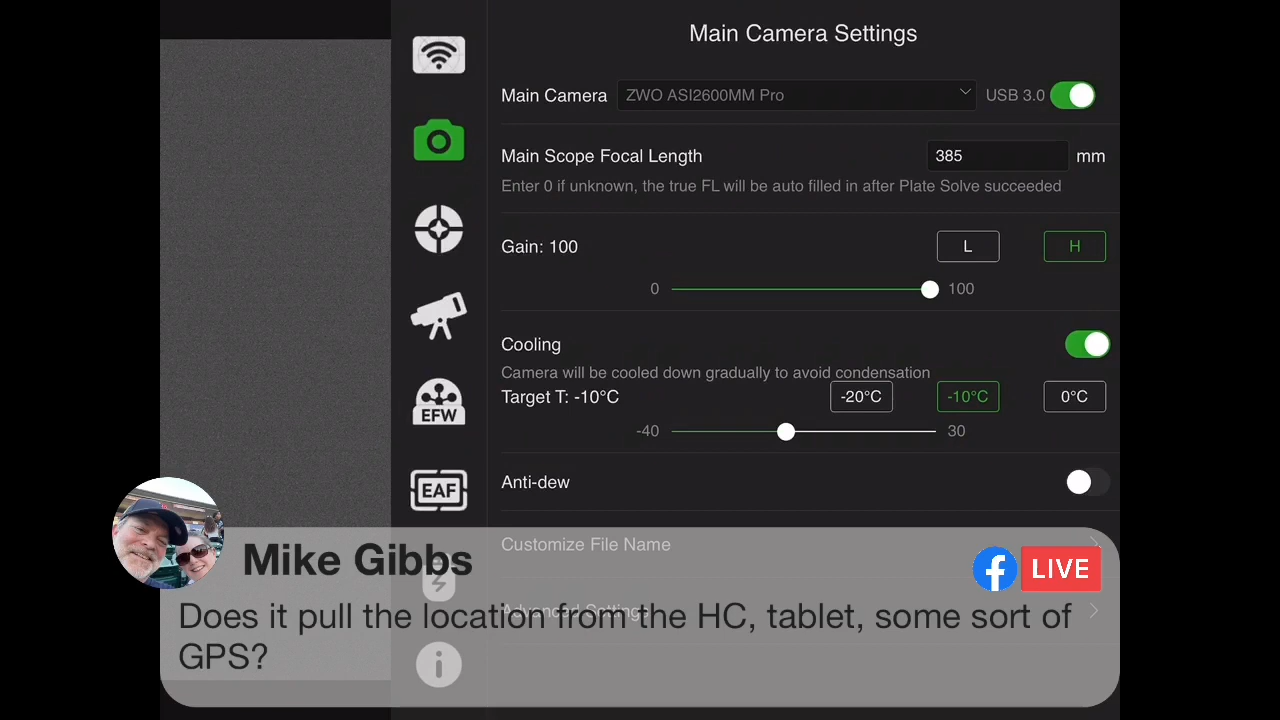 Main Camera Settings
Main Camera ZWO ASI2600MM Pro USB 3.0
Main Scope Focal Length 385 mm
Enter 0 if unknown, the true FL will be auto filled in after Plate Solve succeeded
Gain: 100 L H
0 100
Cooling
Camera will be cooled down gradually to avoid condensation
Target T: -10°C -20°C -10°C 0°C
-40 30
EFW
EAF
Anti-dew
Customize File Name
Mike Gibbs
LIVE
Advanced Settings
Does it pull the location from the HC, tablet, some sort of
GPS?